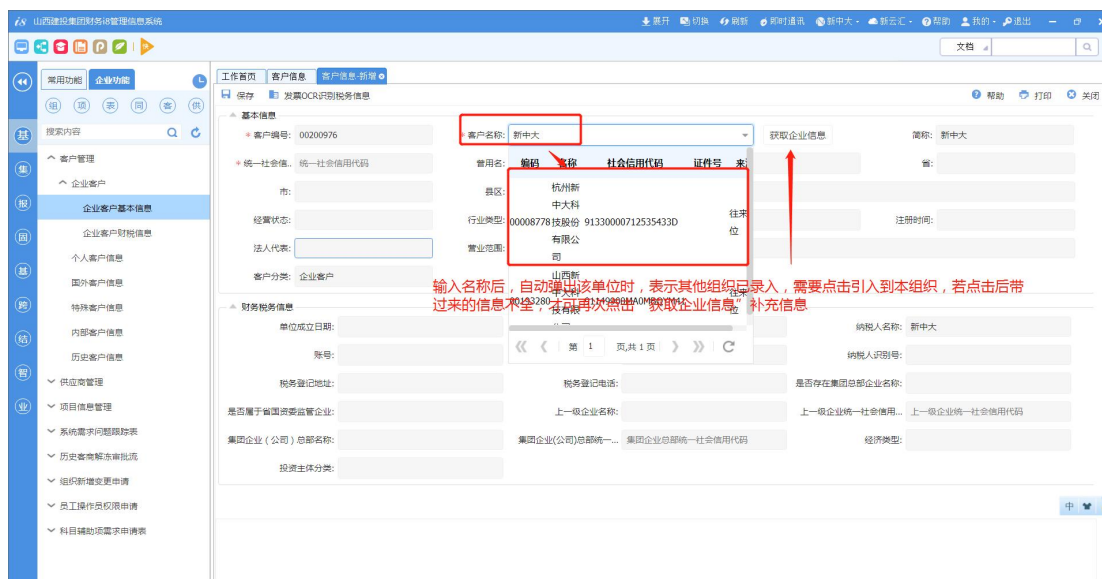 i8 山西建投集团财务i8管理信息系统
展开 切换 刷新 即时通讯 新中大 新云汇 帮助 我的 退出
文档
常用功能 企业功能
工作首页 客户信息 客户信息-新增
保存 发票OCR识别税务信息
帮助 打印 关闭
组 项 表 同 客 供
搜索内容
基
集
报
固
基
跨
结
智
业
客户管理
企业客户
企业客户基本信息
企业客户财税信息
个人客户信息
国外客户信息
特殊客户信息
内部客户信息
历史客户信息
供应商管理
项目信息管理
系统需求问题跟踪表
历史客商解冻审批流
组织新增变更申请
员工操作员权限申请
科目辅助项需求申请表
基本信息
* 客户编号: 00200976
* 客户名称: 新中大
获取企业信息
简称: 新中大
* 统一社会信.. 统一社会信用代码
曾用名:
省:
市:
县区:
经营状态:
行业类型:
注册时间:
法人代表:
营业范围:
客户分类: 企业客户
编码 名称 社会信用代码 证件号
00008778 杭州新中大科技股份有限公司 91330000712535433D 往来
位
山西新
输入名称后，自动弹出该单位时，表示其他组织已录入，需要点击引入到本组织，若点击后带
过来的信息不全，才可再次点击“获取企业信息”补充信息
第 1 页,共 1 页
财务税务信息
单位成立日期:
纳税人名称: 新中大
账号:
纳税人识别号:
税务登记地址:
税务登记电话:
是否存在集团总部企业名称:
是否属于省国资委监管企业:
上一级企业名称:
上一级企业统一社会信用... 上一级企业统一社会信用代码
集团企业（公司）总部名称:
集团企业(公司)总部统一... 集团企业总部统一社会信用代码
经济类型:
投资主体分类:
中